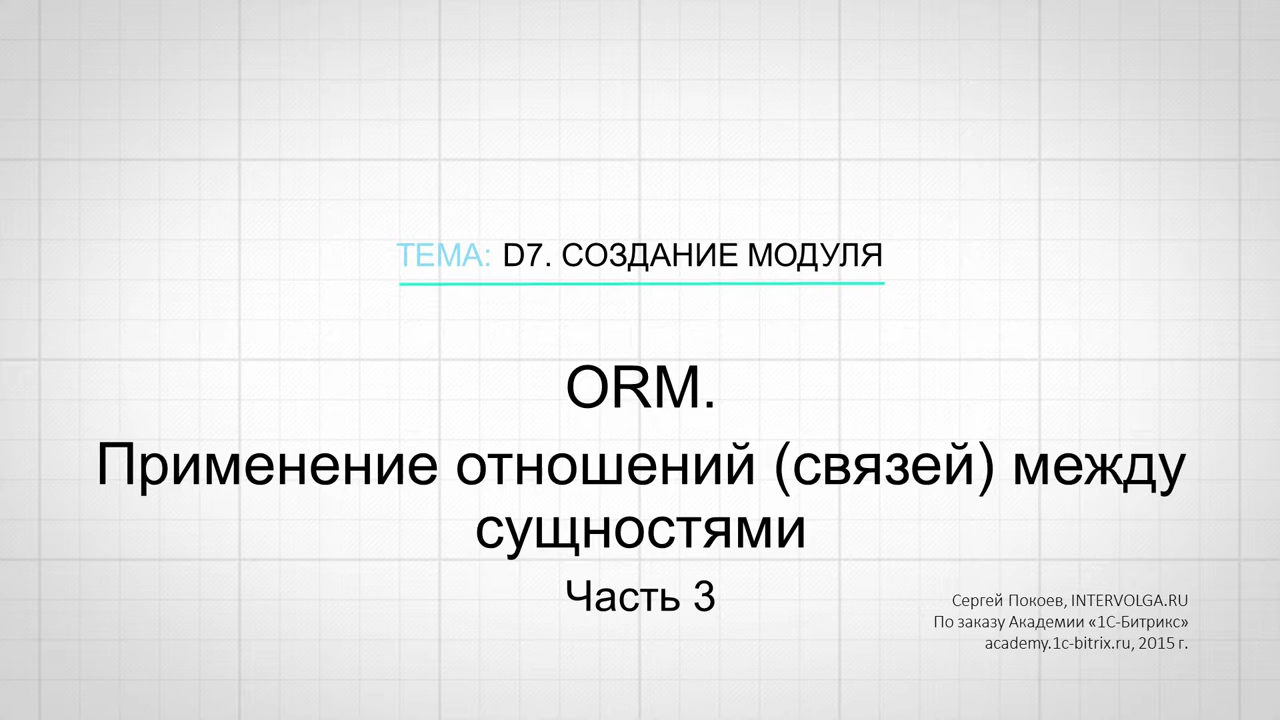 ТЕМА: D7. СОЗДАНИЕ МОДУЛЯ
ORM.
Применение отношений (связей) между
сущностями
Часть 3
Сергей Покоев, INTERVOLGA.RU
По заказу Академии «1С-Битрикс»
academy.1c-bitrix.ru, 2015 г.